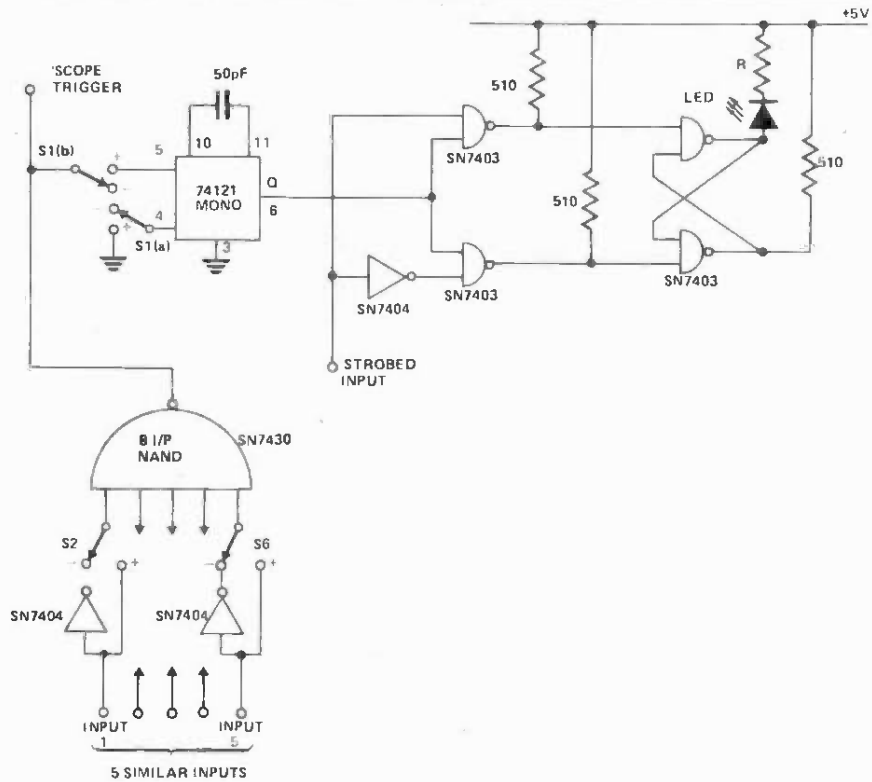 +5V
'SCOPE
TRIGGER
50pF
510
R
LED
10
11
S1(b)
+
5
-
74121
MONO
Q
6
SN7403
510
510
-
4
+
S1(a)
3
SN7403
SN7404
SN7403
STROBED
INPUT
8 I/P
NAND
SN7430
S2
S6
-
+
-
+
SN7404
SN7404
INPUT
1
INPUT
5
5 SIMILAR INPUTS